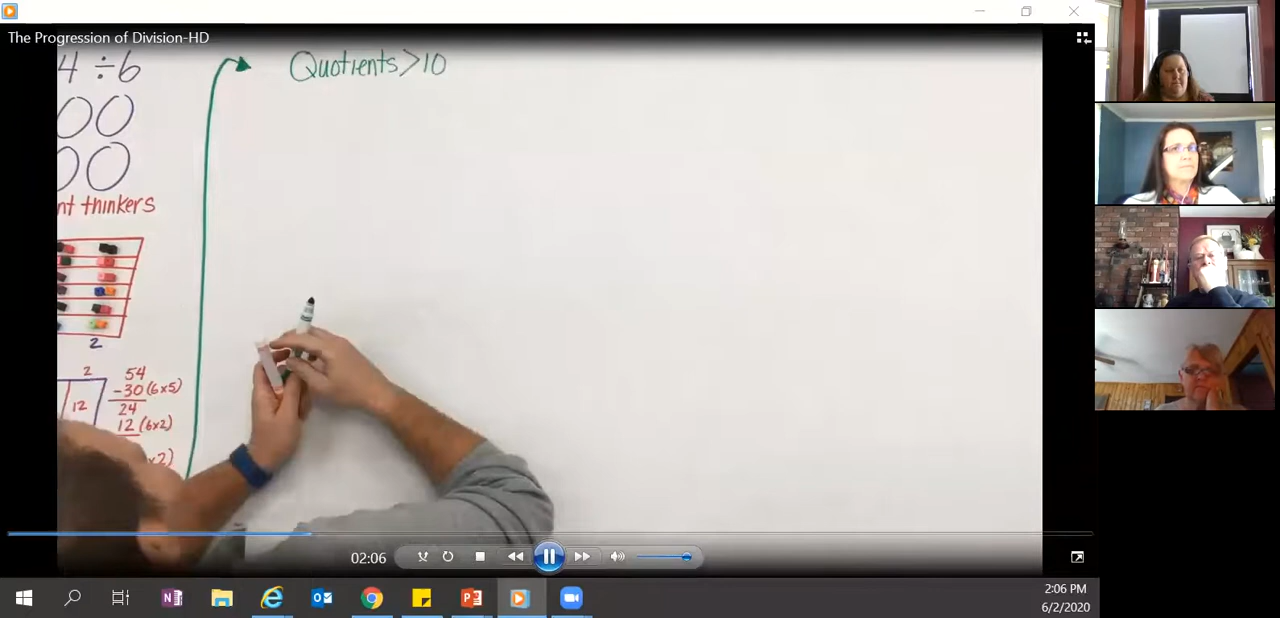 The Progression of Division-HD
4 ÷ 6
Quotients > 10
nt thinkers
2
2
12
54
-30 (6x5)
24
12 (6x2)
x2)
02:06
2:06 PM
6/2/2020